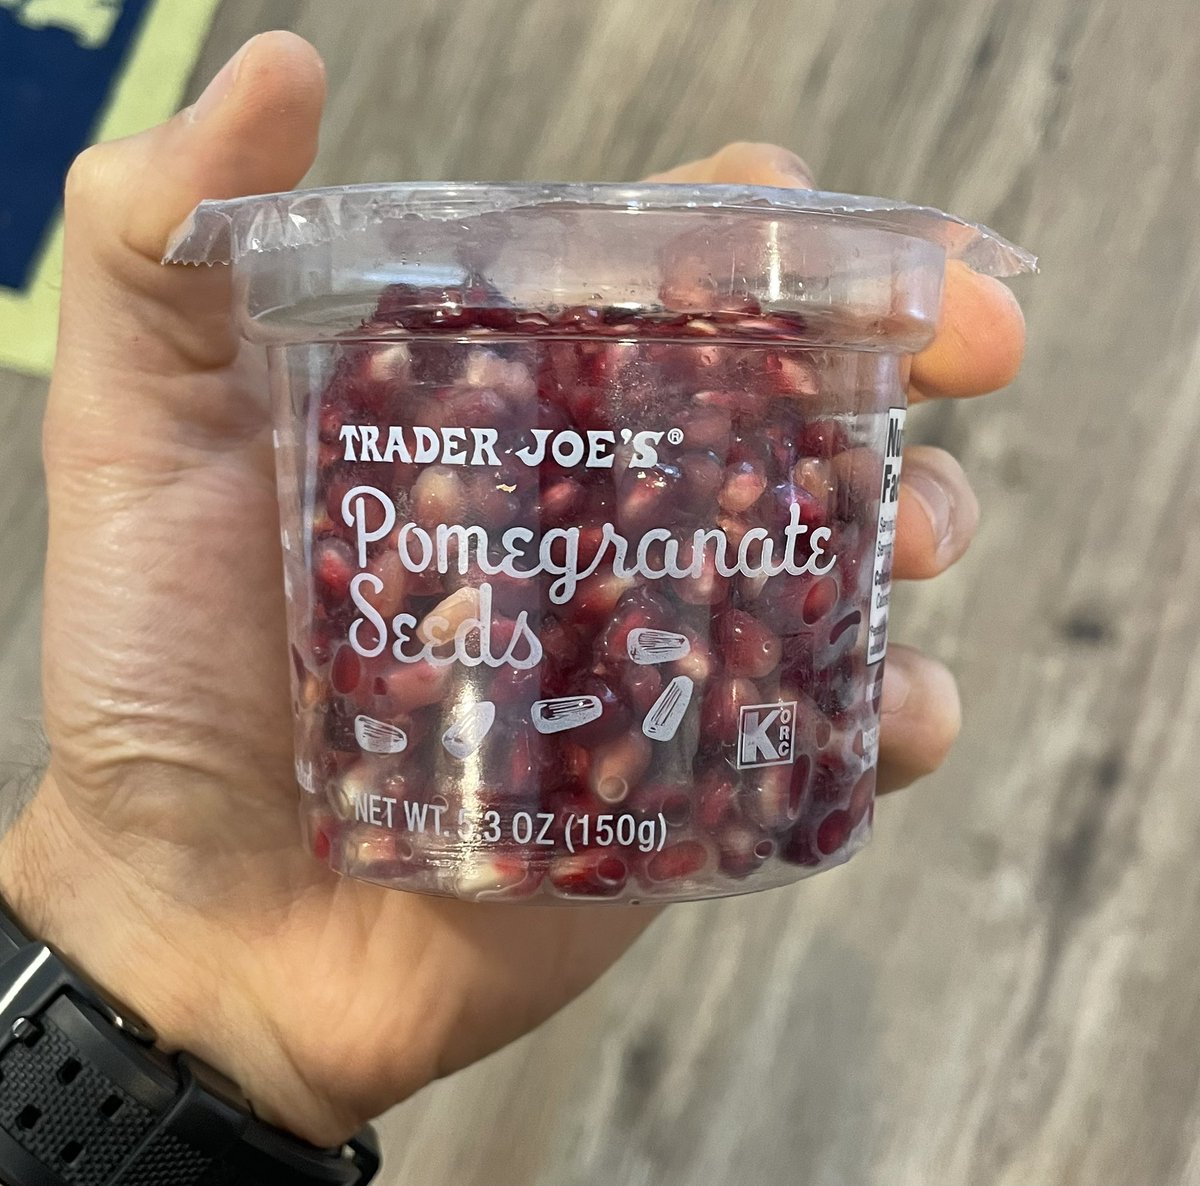 TRADER JOE'S®
Pomegranate
Seeds
K ORC
NET WT. 5.3 OZ (150g)